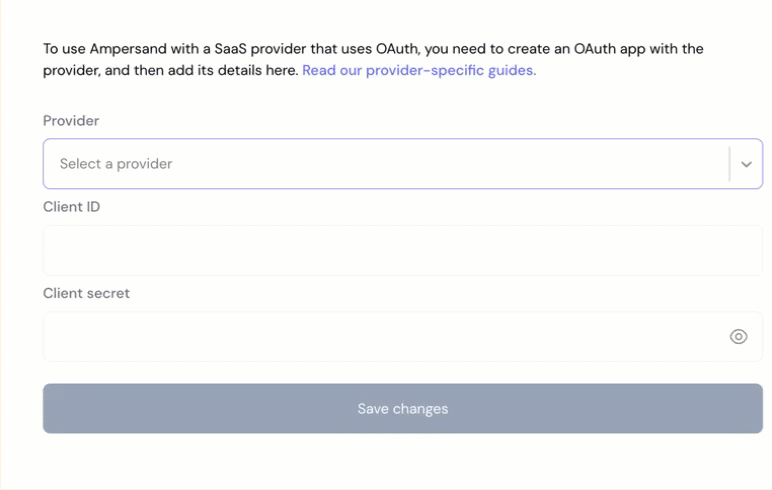 To use Ampersand with a SaaS provider that uses OAuth, you need to create an OAuth app with the
provider, and then add its details here. Read our provider-specific guides.
Provider
Select a provider
Client ID
Client secret
Save changes